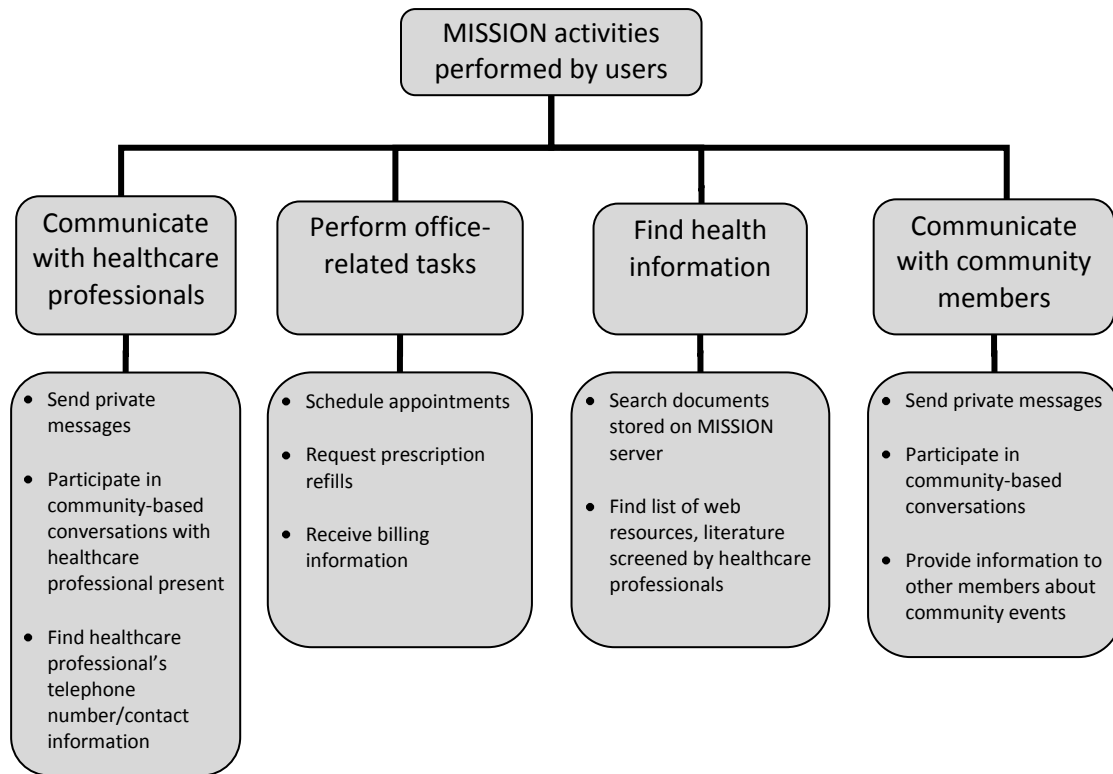 MISSION activities
performed by users
Communicate
with healthcare
professionals
Perform office-
related tasks
Find health
information
Communicate
with community
members
• Send private
messages
• Participate in
community-based
conversations with
healthcare
professional present
• Find healthcare
professional’s
telephone
number/contact
information
• Schedule appointments
• Request prescription
refills
• Receive billing
information
• Search documents
stored on MISSION
server
• Find list of web
resources, literature
screened by healthcare
professionals
• Send private messages
• Participate in
community-based
conversations
• Provide information to
other members about
community events